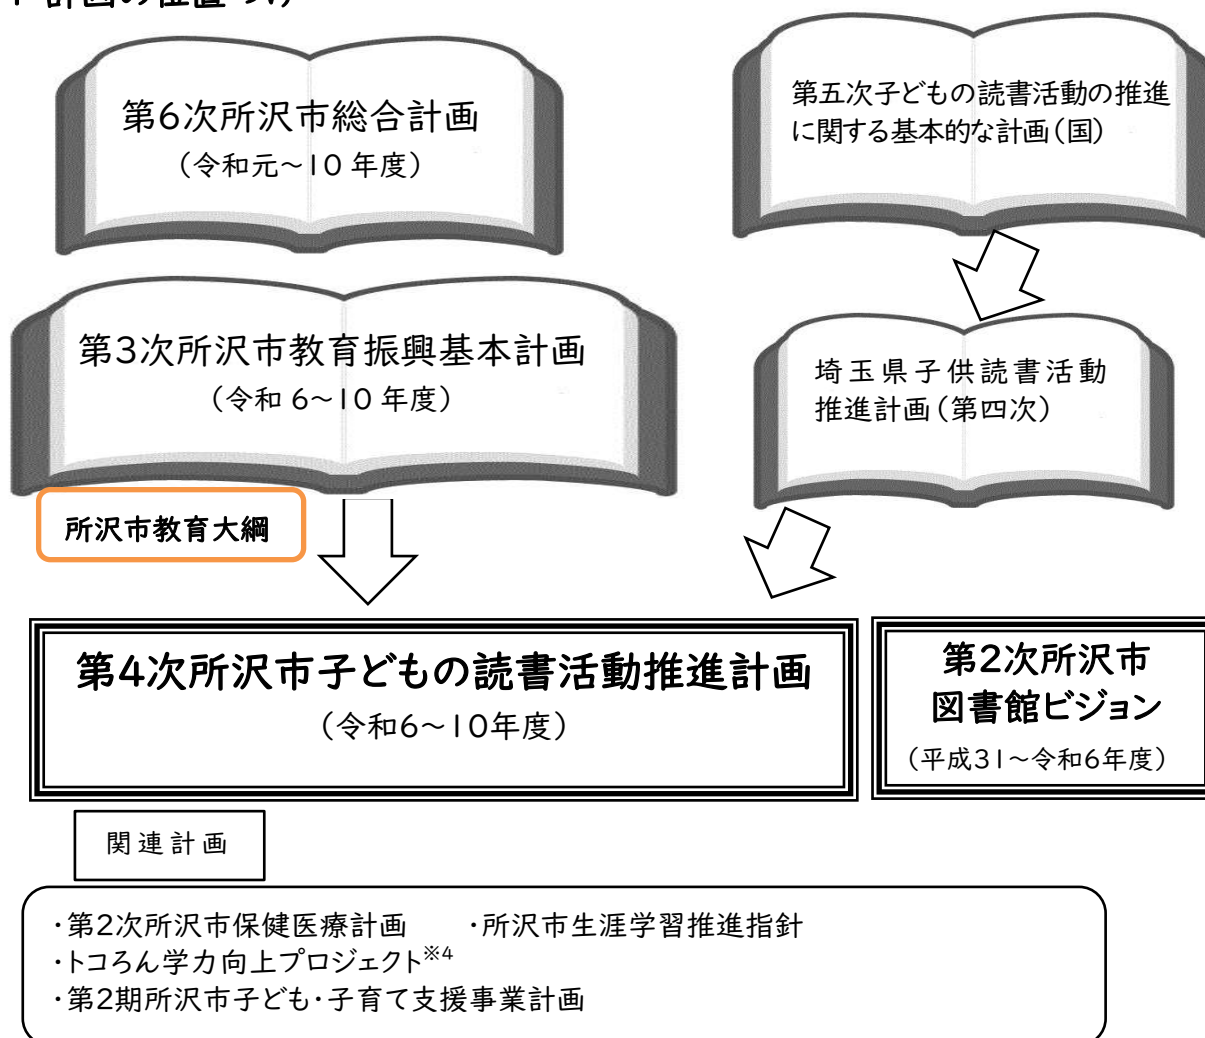 計画の位置づけ
第6次所沢市総合計画
（令和元～10年度）
第五次子どもの読書活動の推進
に関する基本的な計画（国）
第3次所沢市教育振興基本計画
（令和6～10年度）
埼玉県子供読書活動
推進計画（第四次）
所沢市教育大綱
第4次所沢市子どもの読書活動推進計画
（令和6～10年度）
第2次所沢市
図書館ビジョン
（平成31～令和6年度）
関連計画
・第2次所沢市保健医療計画　・所沢市生涯学習推進指針
・トコろん学力向上プロジェクト※4
・第2期所沢市子ども・子育て支援事業計画